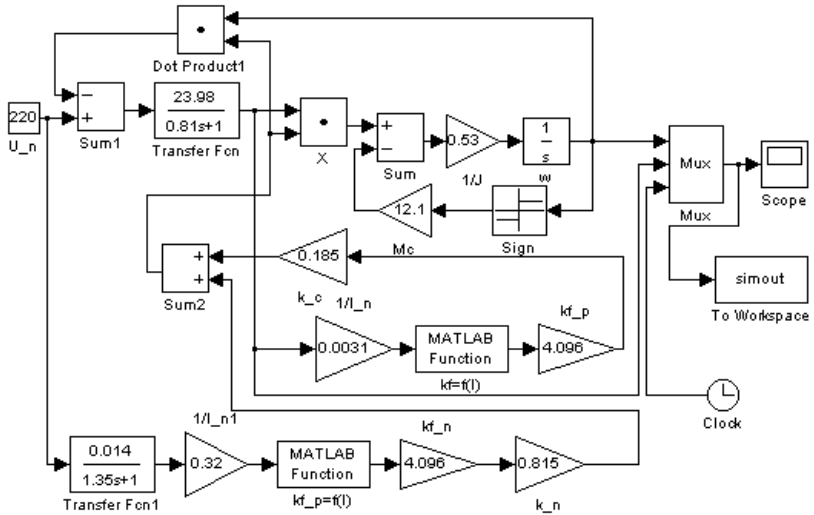 Dot Product1
220
U_n
−
+
Sum1
23.98
0.81s+1
Transfer Fcn
X
+
−
Sum
0.53
1/J
1
s
w
Mux
Mux
Scope
12.1
Mc
Sign
simout
To Workspace
+
+
Sum2
0.185
k_c
1/I_n
0.0031
MATLAB
Function
kf=f(I)
kf_p
4.096
Clock
0.014
1.35s+1
Transfer Fcn1
1/I_n1
0.32
MATLAB
Function
kf_p=f(I)
kf_n
4.096
0.815
k_n